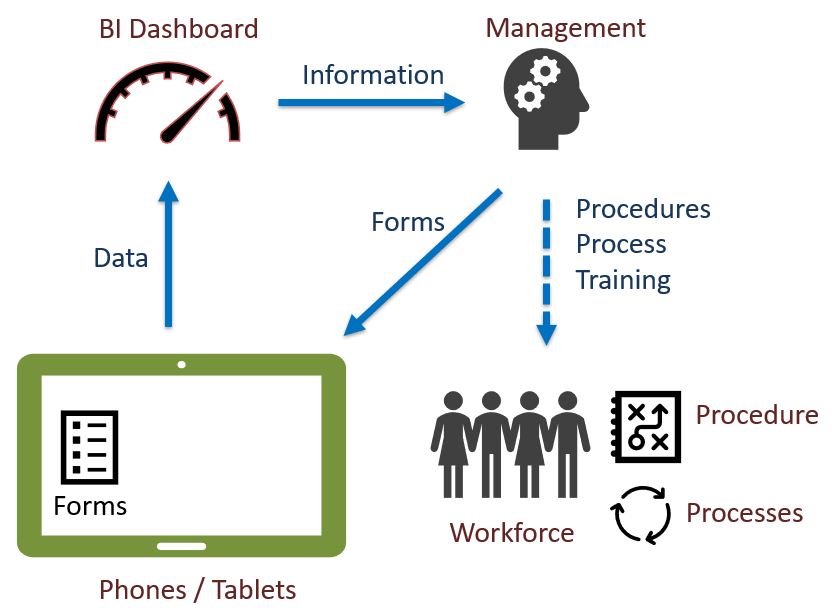 BI Dashboard
Management
Information
Forms
Procedures
Process
Training
Data
Forms
Phones / Tablets
Workforce
Procedure
Processes